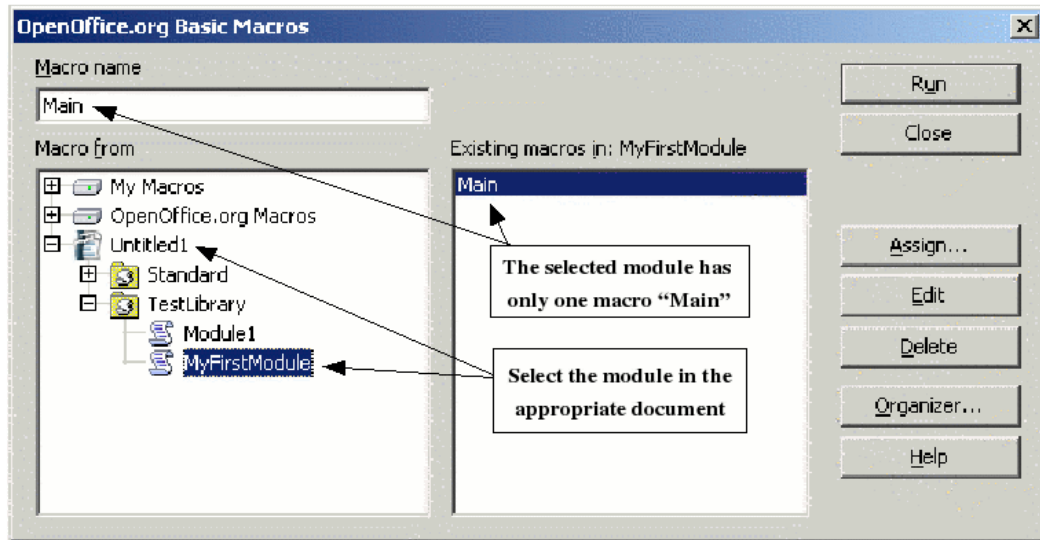 OpenOffice.org Basic Macros
Macro name
Main
Run
Close
Macro from
Existing macros in: MyFirstModule
My Macros
OpenOffice.org Macros
Untitled1
Standard
TestLibrary
Module1
MyFirstModule
Main
The selected module has
only one macro “Main”
Select the module in the
appropriate document
Assign...
Edit
Delete
Organizer...
Help